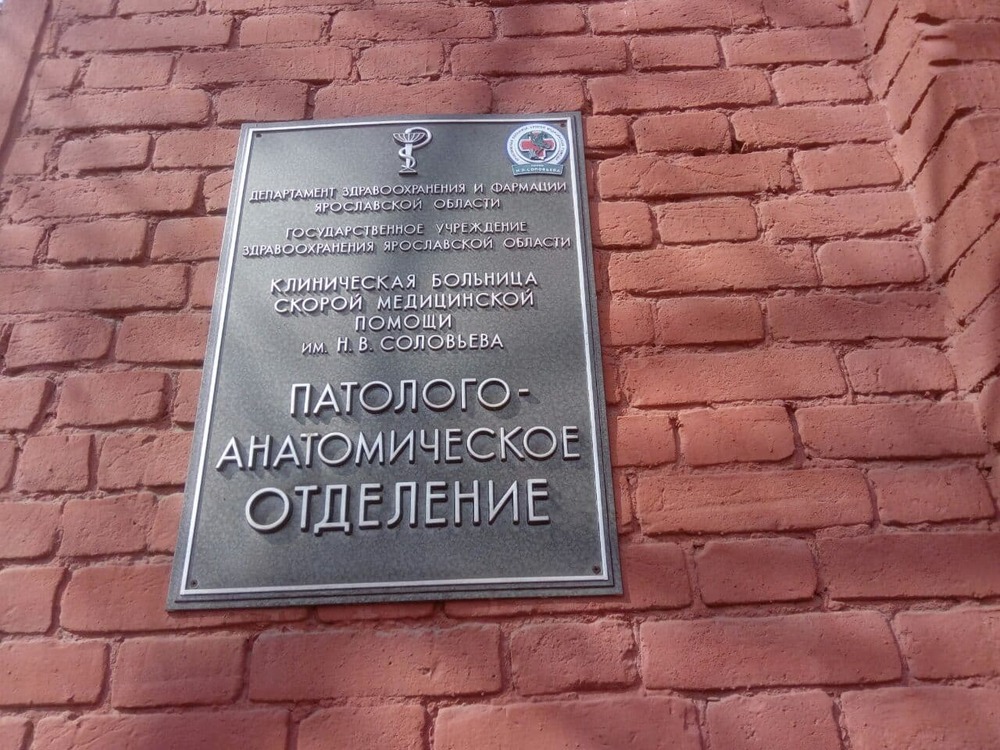 ДЕПАРТАМЕНТ ЗДРАВООХРАНЕНИЯ И ФАРМАЦИИ
ЯРОСЛАВСКОЙ ОБЛАСТИ
ГОСУДАРСТВЕННОЕ УЧРЕЖДЕНИЕ
ЗДРАВООХРАНЕНИЯ ЯРОСЛАВСКОЙ ОБЛАСТИ
КЛИНИЧЕСКАЯ БОЛЬНИЦА
СКОРОЙ МЕДИЦИНСКОЙ
ПОМОЩИ
ИМ. Н. В. СОЛОВЬЕВА
ПАТОЛОГО-
АНАТОМИЧЕСКОЕ
ОТДЕЛЕНИЕ